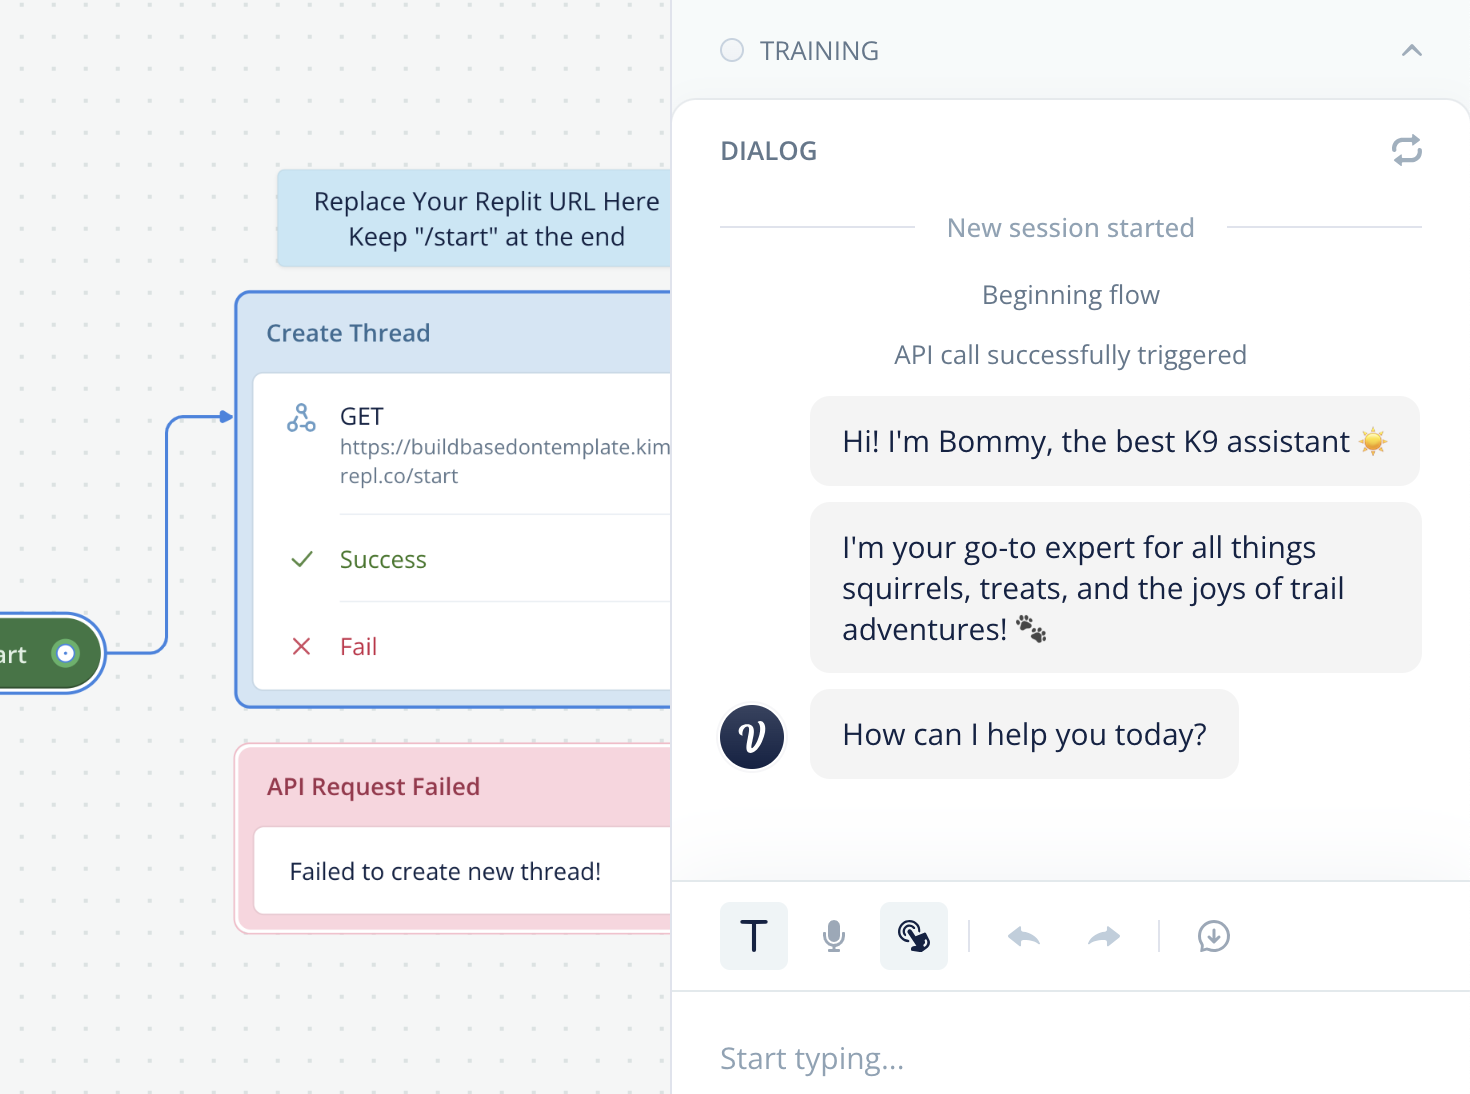 Replace Your Replit URL Here
Keep "/start" at the end
Create Thread
GET
https://buildbasedontemplate.kim
repl.co/start
Success
Fail
art
API Request Failed
Failed to create new thread!
TRAINING
DIALOG
New session started
Beginning flow
API call successfully triggered
Hi! I'm Bommy, the best K9 assistant ☀️
I'm your go-to expert for all things
squirrels, treats, and the joys of trail
adventures! 🐾
How can I help you today?
T
Start typing...